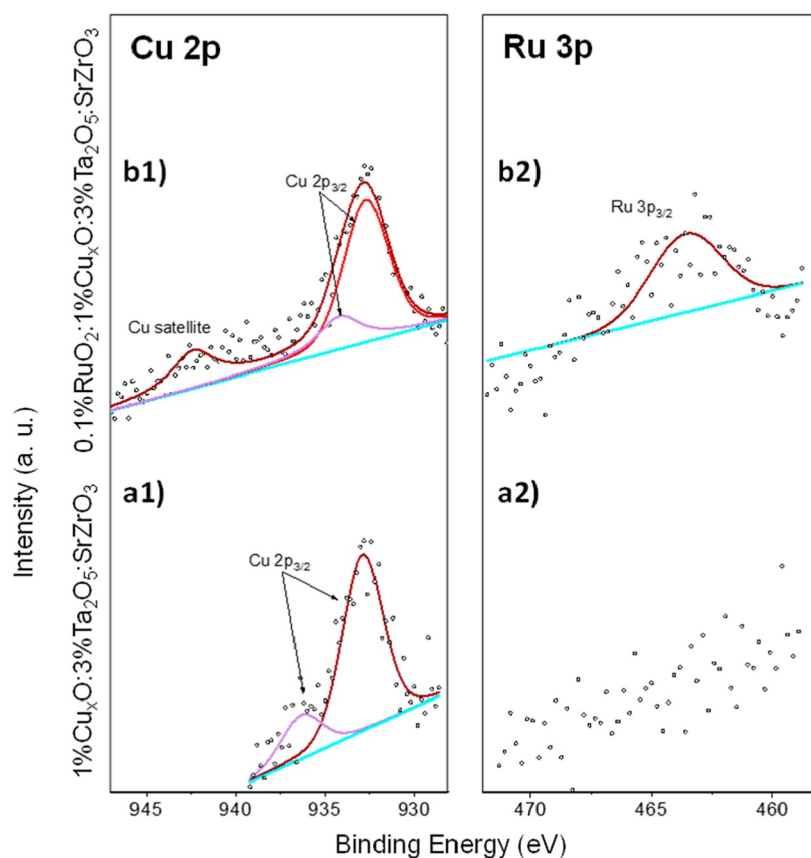 Cu 2p
Ru 3p
0.1%RuO₂:1%CuₓO:3%Ta₂O₅:SrZrO₃
b1)
Cu 2p₃/₂
Cu satellite
b2)
Ru 3p₃/₂
Intensity (a. u.)
1%CuₓO:3%Ta₂O₅:SrZrO₃
a1)
Cu 2p₃/₂
a2)
945 940 935 930
470 465 460
Binding Energy (eV)